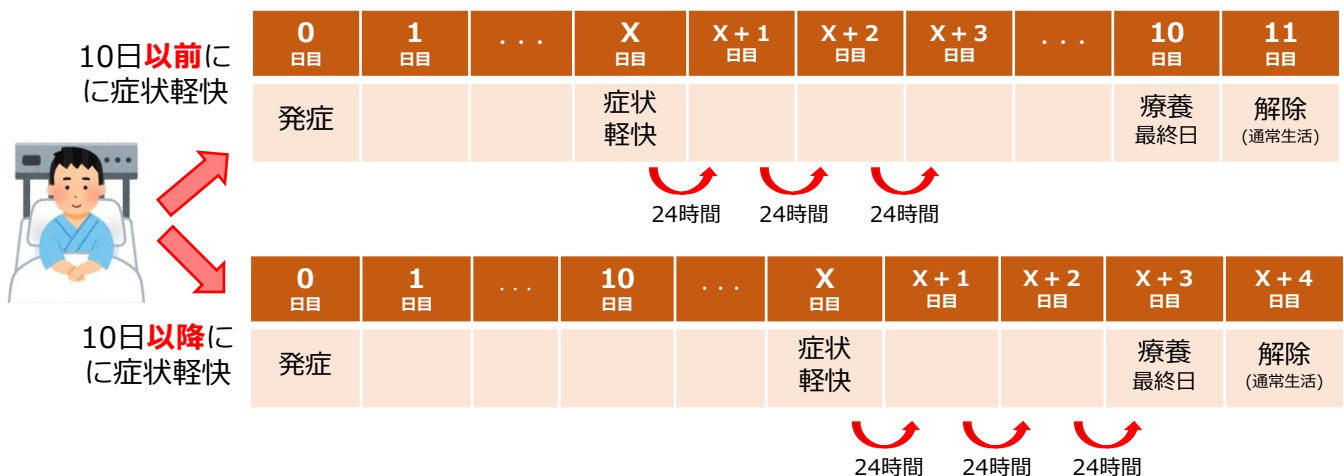 10日以前に
に症状軽快
0 1 . . . X X + 1 X + 2 X + 3 . . . 10 11
日目 日目 日目 日目 日目 日目 日目 日目
発症 症状 療養 解除
軽快 最終日 (通常生活)
24時間 24時間 24時間
10日以降に
に症状軽快
0 1 . . . 10 . . . X X + 1 X + 2 X + 3 X + 4
日目 日目 日目 日目 日目 日目 日目 日目
発症 症状 療養 解除
軽快 最終日 (通常生活)
24時間 24時間 24時間